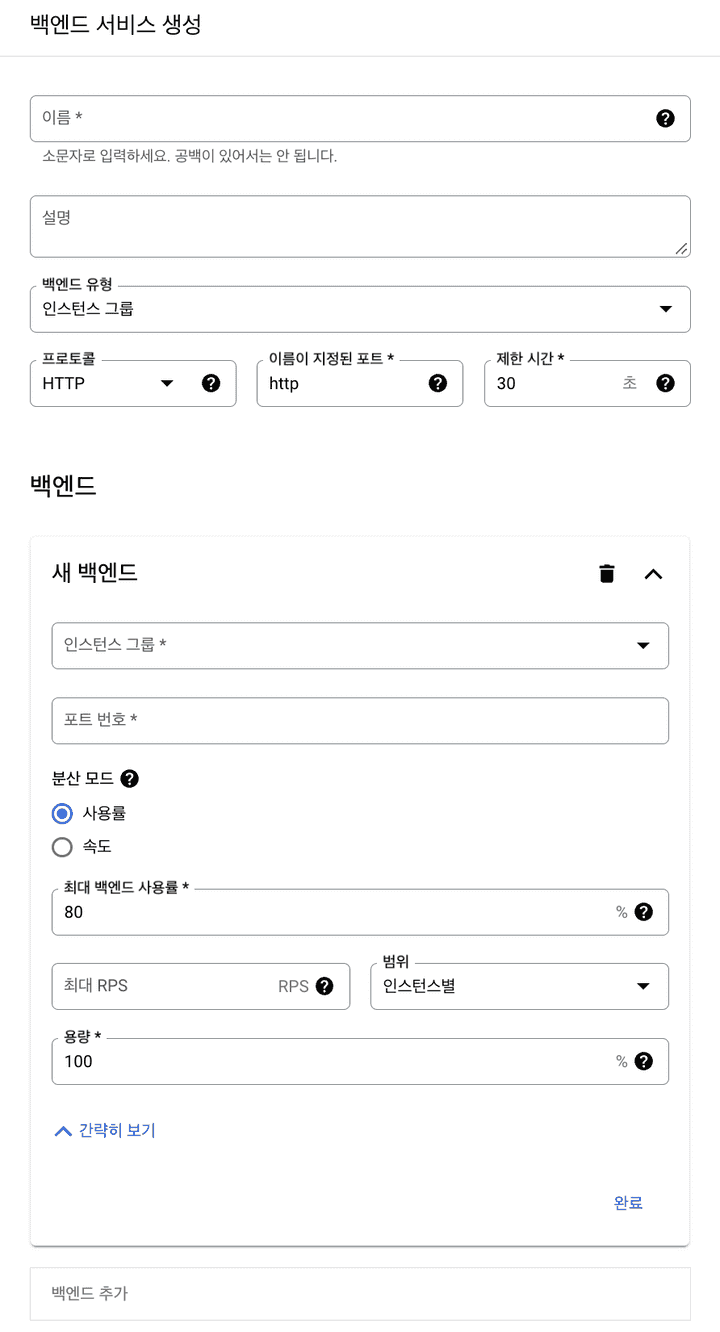 백엔드 서비스 생성
이름 *
소문자로 입력하세요. 공백이 있어서는 안 됩니다.
설명
백엔드 유형
인스턴스 그룹
프로토콜
HTTP
이름이 지정된 포트 *
http
제한 시간 *
30 초
백엔드
새 백엔드
인스턴스 그룹 *
포트 번호 *
분산 모드
사용률
속도
최대 백엔드 사용률 *
80 %
최대 RPS RPS
범위
인스턴스별
용량 *
100 %
간략히 보기
완료
백엔드 추가